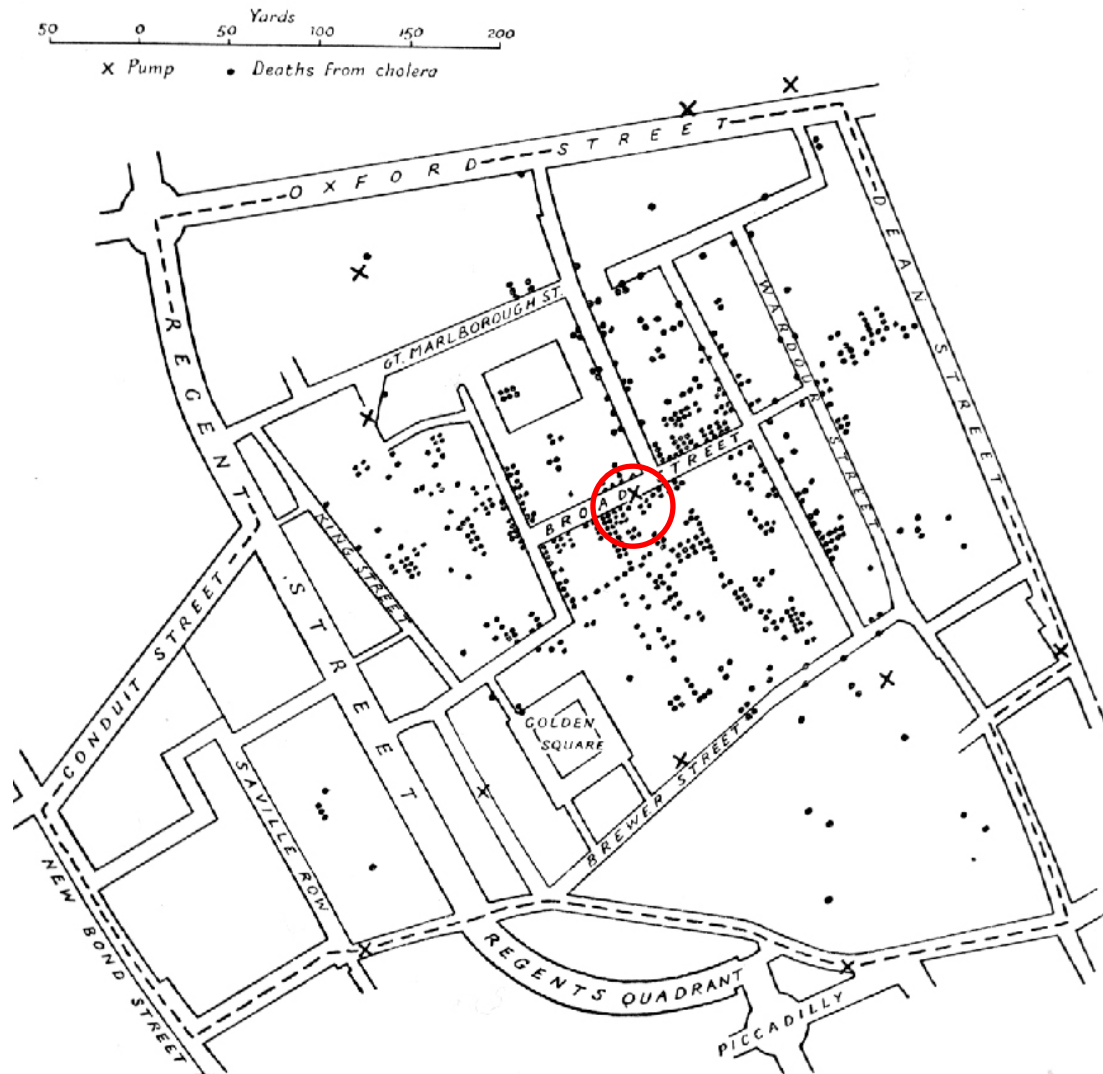 Yards
50 0 50 100 150 200
x Pump • Deaths from cholera
OXFORD STREET
DEAN STREET
WARDOUR STREET
REGENT STREET
GT. MARLBOROUGH ST.
BROAD STREET
KING STREET
CONDUIT STREET
GOLDEN
SQUARE
BREWER STREET
SAVILLE ROW
NEW BOND STREET
REGENTS QUADRANT
PICCADILLY